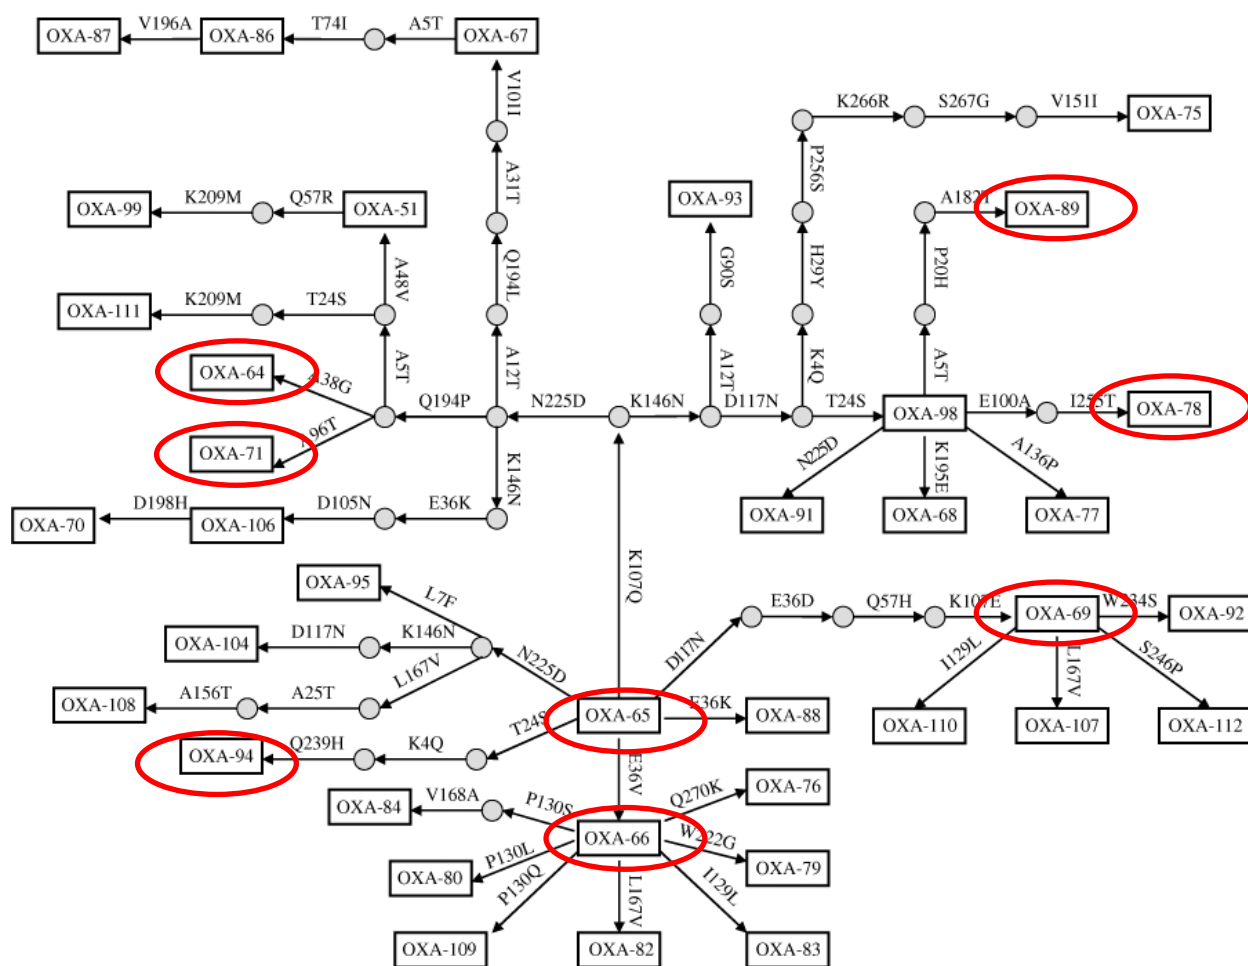 OXA-87
V196A
OXA-86
T74I
A5T
OXA-67
V101I
K266R
S267G
V151I
OXA-75
A31T
P256S
OXA-99
K209M
Q57R
OXA-51
OXA-93
A182T
OXA-89
Q194L
A48V
G90S
H29Y
P20H
OXA-111
K209M
T24S
OXA-64
A38G
A5T
A12T
A12T
K4Q
A5T
Q194P
N225D
K146N
D117N
T24S
OXA-98
E100A
I255T
OXA-78
OXA-71
A96T
K146N
N225D
K195E
A136P
OXA-70
D198H
OXA-106
D105N
E36K
OXA-91
OXA-68
OXA-77
K107Q
OXA-95
L7F
E36D
Q57H
K107E
OXA-69
W234S
OXA-92
OXA-104
D117N
K146N
N225D
D117N
I129L
L167V
S246P
L167V
OXA-108
A156T
A25T
OXA-65
E36K
OXA-88
OXA-110
OXA-107
OXA-112
T24S
OXA-94
Q239H
K4Q
E36V
Q270K
OXA-76
OXA-84
V168A
P130S
OXA-66
W222G
OXA-79
OXA-80
P130L
P130Q
L167V
I129L
OXA-109
OXA-82
OXA-83